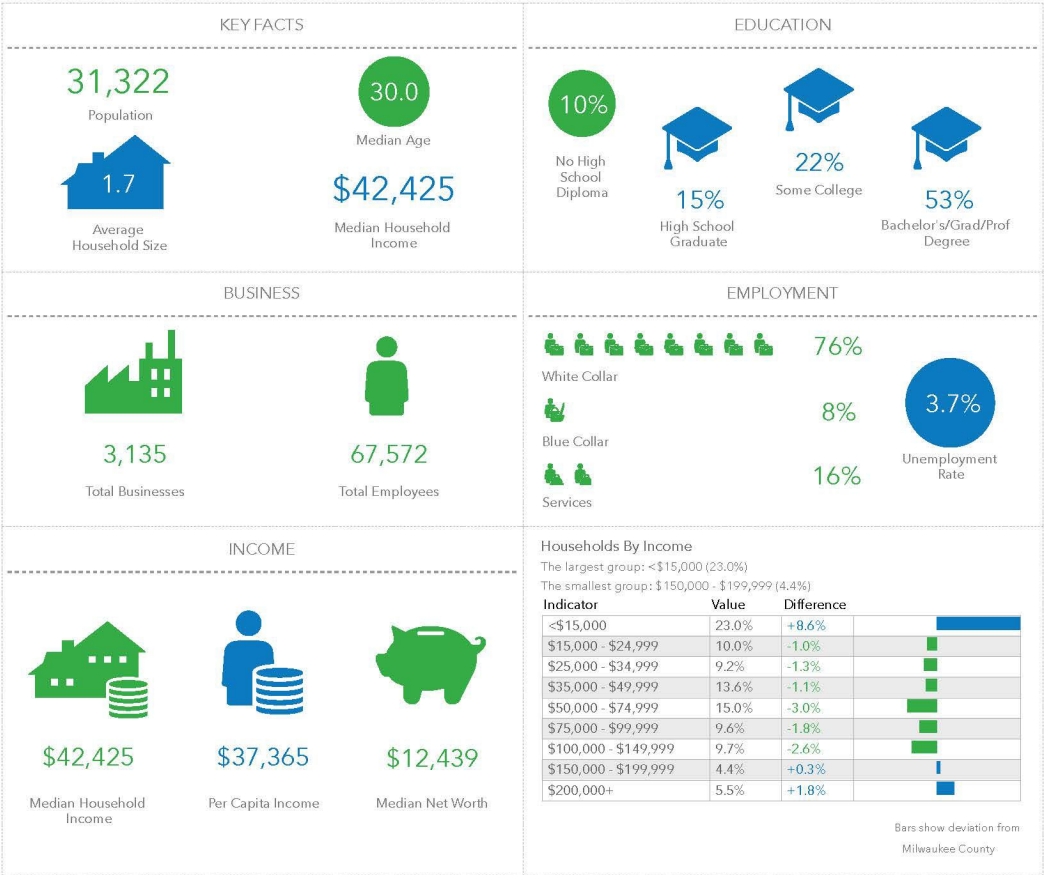 KEY FACTS
31,322
Population
30.0
Median Age
1.7
Average
Household Size
$42,425
Median Household
Income
EDUCATION
10%
No High
School
Diploma
15%
High School
Graduate
22%
Some College
53%
Bachelor's/Grad/Prof
Degree
BUSINESS
3,135
Total Businesses
67,572
Total Employees
EMPLOYMENT
76%
White Collar
8%
Blue Collar
16%
Services
3.7%
Unemployment
Rate
INCOME
$42,425
Median Household
Income
$37,365
Per Capita Income
$12,439
Median Net Worth
Households By Income
The largest group: <$15,000 (23.0%)
The smallest group: $150,000 - $199,999 (4.4%)
Indicator Value Difference
<$15,000 23.0% +8.6%
$15,000 - $24,999 10.0% -1.0%
$25,000 - $34,999 9.2% -1.3%
$35,000 - $49,999 13.6% -1.1%
$50,000 - $74,999 15.0% -3.0%
$75,000 - $99,999 9.6% -1.8%
$100,000 - $149,999 9.7% -2.6%
$150,000 - $199,999 4.4% +0.3%
$200,000+ 5.5% +1.8%
Bars show deviation from
Milwaukee County